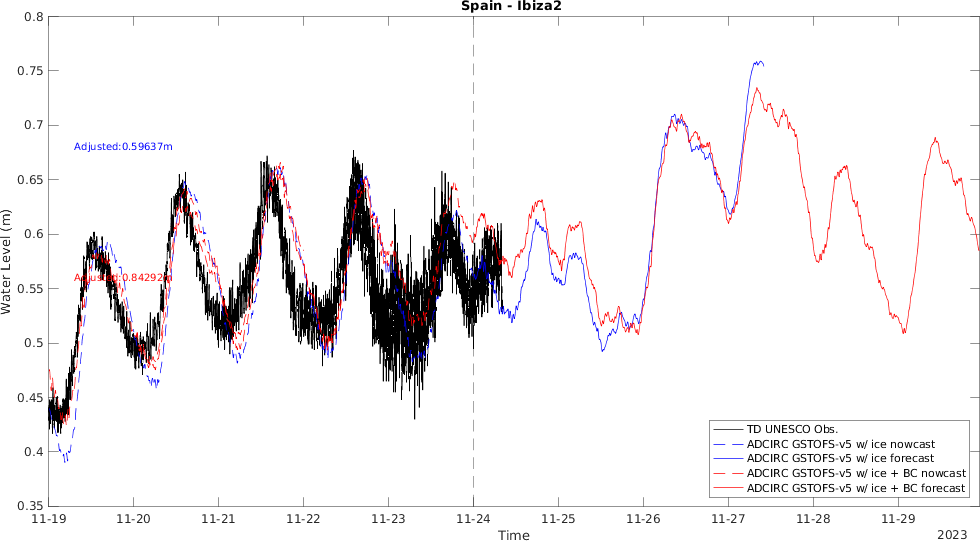 Spain - Ibiza2
0.8
0.75
0.7
0.65
0.6
0.55
0.5
0.45
0.4
0.35
Water Level (m)
Adjusted:0.59637m
Adjusted:0.84292m
TD UNESCO Obs.
ADCIRC GSTOFS-v5 w/ ice nowcast
ADCIRC GSTOFS-v5 w/ ice forecast
ADCIRC GSTOFS-v5 w/ ice + BC nowcast
ADCIRC GSTOFS-v5 w/ ice + BC forecast
11-19 11-20 11-21 11-22 11-23 11-24 11-25 11-26 11-27 11-28 11-29
Time
2023